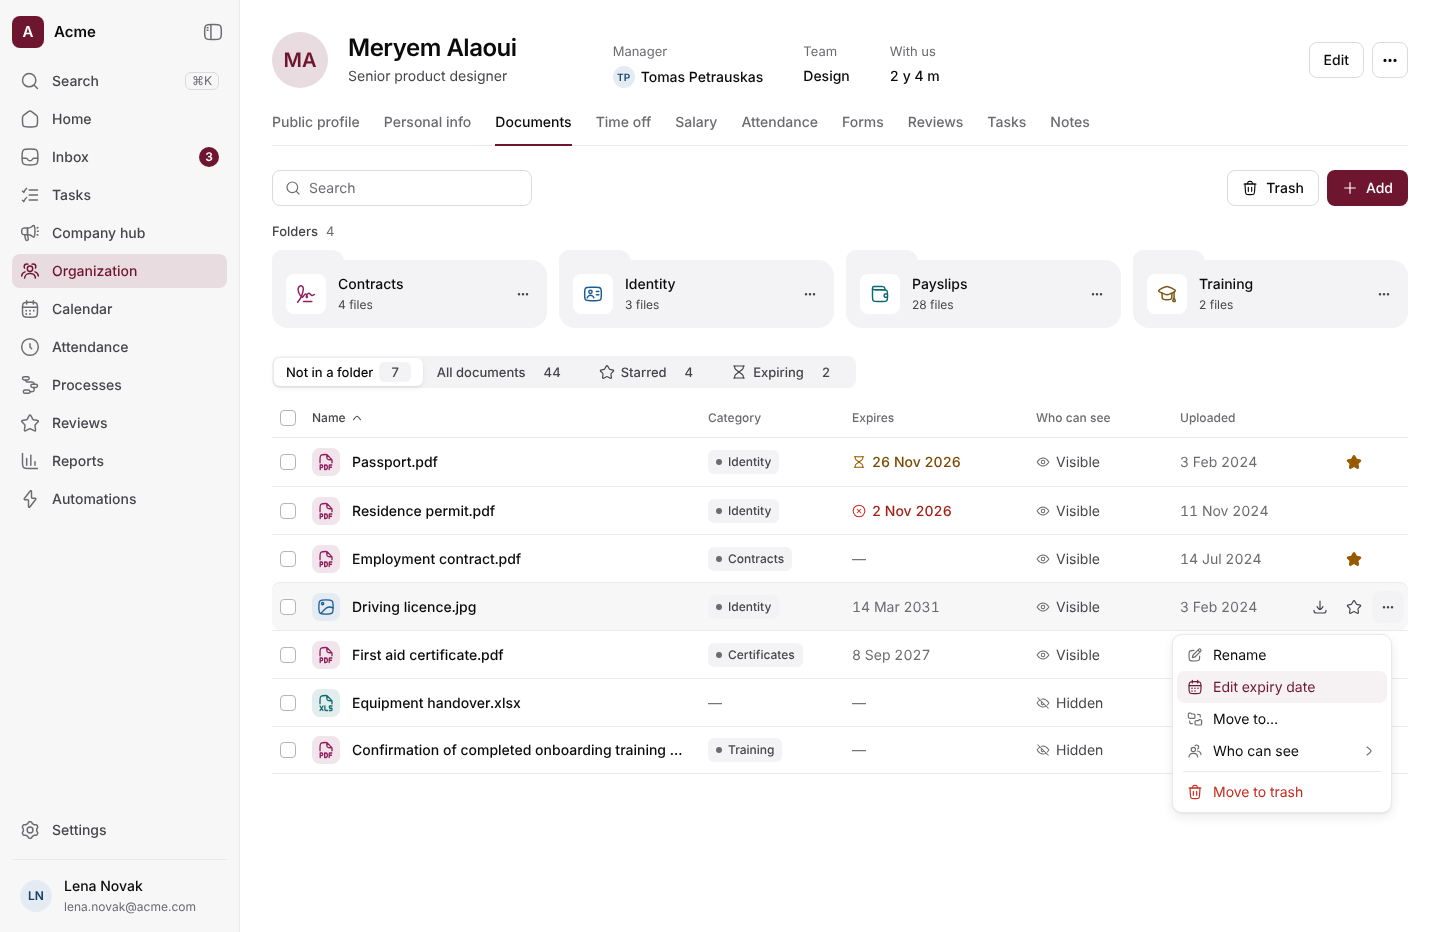 A Acme
Search ⌘K
Home
Inbox 3
Tasks
Company hub
Organization
Calendar
Attendance
Processes
Reviews
Reports
Automations
Settings
LN Lena Novak
lena.novak@acme.com
MA
Meryem Alaoui
Senior product designer
Manager
TP Tomas Petrauskas
Team
Design
With us
2 y 4 m
Edit
Public profile Personal info Documents Time off Salary Attendance Forms Reviews Tasks Notes
Search
Trash
Add
Folders 4
Contracts
4 files
Identity
3 files
Payslips
28 files
Training
2 files
Not in a folder 7 All documents 44 Starred 4 Expiring 2
Name Category Expires Who can see Uploaded
PDF Passport.pdf Identity 26 Nov 2026 Visible 3 Feb 2024
PDF Residence permit.pdf Identity 2 Nov 2026 Visible 11 Nov 2024
PDF Employment contract.pdf Contracts — Visible 14 Jul 2024
Driving licence.jpg Identity 14 Mar 2031 Visible 3 Feb 2024
PDF First aid certificate.pdf Certificates 8 Sep 2027 Visible
XLS Equipment handover.xlsx — — Hidden
PDF Confirmation of completed onboarding training ... Training — Hidden
Rename
Edit expiry date
Move to...
Who can see
Move to trash